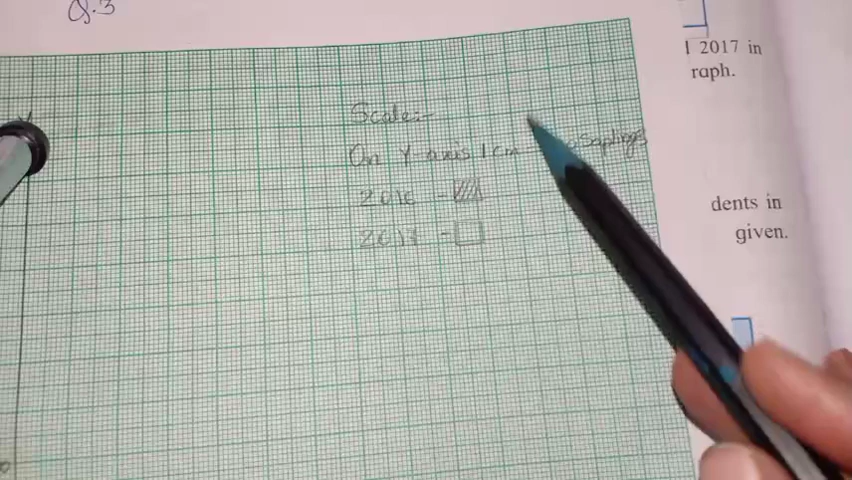 Q.3
l 2017 in
raph.
Scale:-
On Y-axis 1cm saplings
2016 -
2017 -
dents in
given.
Y